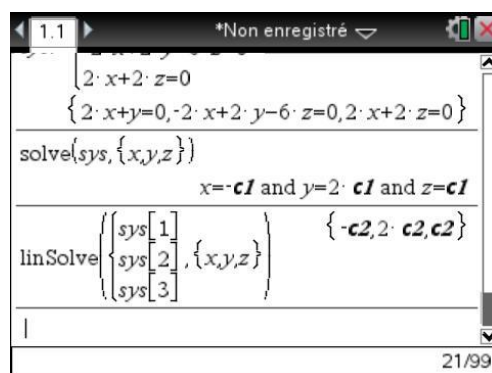 1.1 *Non enregistré
2·x+2·z=0
{2·x+y=0,-2·x+2·y-6·z=0,2·x+2·z=0}
solve(sys,{x,y,z})
x=-c1 and y=2·c1 and z=c1
linSolve({sys[1] sys[2] sys[3],{x,y,z}) {-c2,2·c2,c2}
21/99